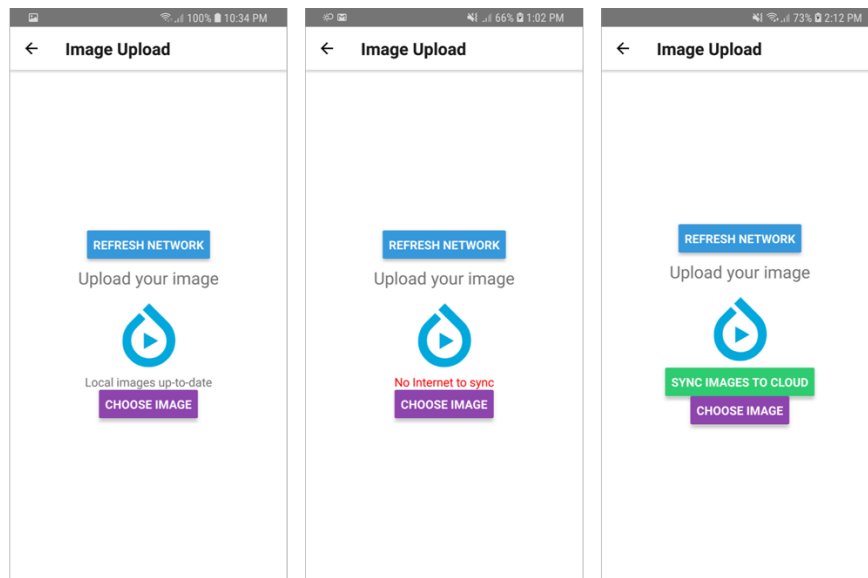 100% 10:34 PM
Image Upload
REFRESH NETWORK
Upload your image
Local images up-to-date
CHOOSE IMAGE
66% 1:02 PM
Image Upload
REFRESH NETWORK
Upload your image
No Internet to sync
CHOOSE IMAGE
73% 2:12 PM
Image Upload
REFRESH NETWORK
Upload your image
SYNC IMAGES TO CLOUD
CHOOSE IMAGE